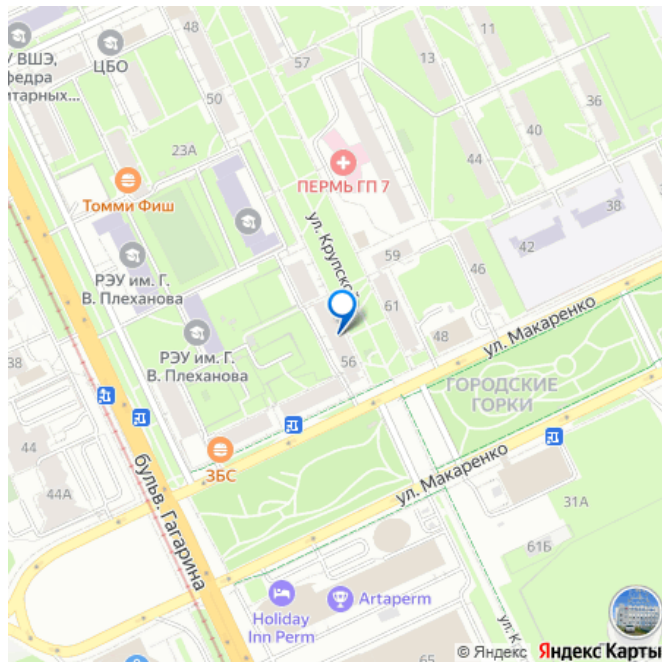 48
11
У ВШЭ,
федра
итарных...
ЦБО
57
13
36
50
40
23А
44
Томми Фиш
ПЕРМЬ ГП 7
ул. Крупской
38
59
42
РЭУ им. Г.
В. Плеханова
46
61
ул. Макаренко
48
38
РЭУ им. Г.
В. Плеханова
56
ГОРОДСКИЕ
ГОРКИ
44
ЗБС
бульв. Гагарина
ул. Макаренко
44А
31А
61Б
Holiday
Inn Perm
Artaperm
ул. К
65
© Яндекс Яндекс Карты